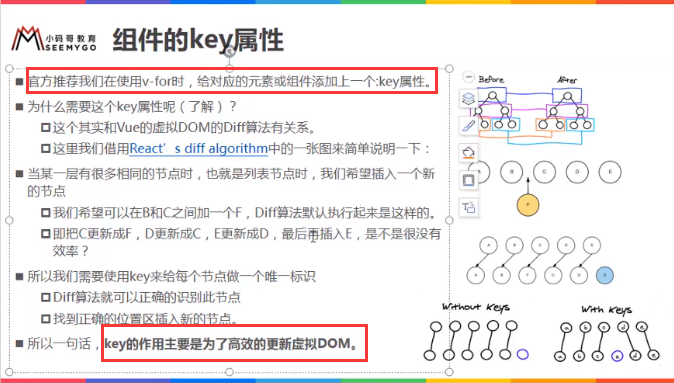 小码哥教育
SEEMYGO
组件的key属性
官方推荐我们在使用v-for时，给对应的元素或组件添加上一个:key属性。
为什么需要这个key属性呢（了解）？
这个其实和Vue的虚拟DOM的Diff算法有关系。
这里我们借用React's diff algorithm中的一张图来简单说明一下：
当某一层有很多相同的节点时，也就是列表节点时，我们希望插入一个新
的节点
我们希望可以在B和C之间加一个F，Diff算法默认执行起来是这样的。
即把C更新成F，D更新成C，E更新成D，最后再插入E，是不是很没有
效率？
所以我们需要使用key来给每个节点做一个唯一标识
Diff算法就可以正确的识别此节点
找到正确的位置区插入新的节点。
所以一句话，key的作用主要是为了高效的更新虚拟DOM。
Before After
A B C D E
F
A B C D E
Without Keys With Keys